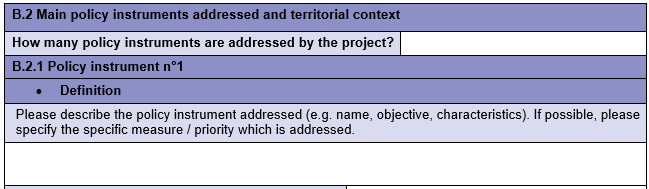 B.2 Main policy instruments addressed and territorial context
How many policy instruments are addressed by the project?
B.2.1 Policy instrument n°1
• Definition
Please describe the policy instrument addressed (e.g. name, objective, characteristics). If possible, please
specify the specific measure / priority which is addressed.